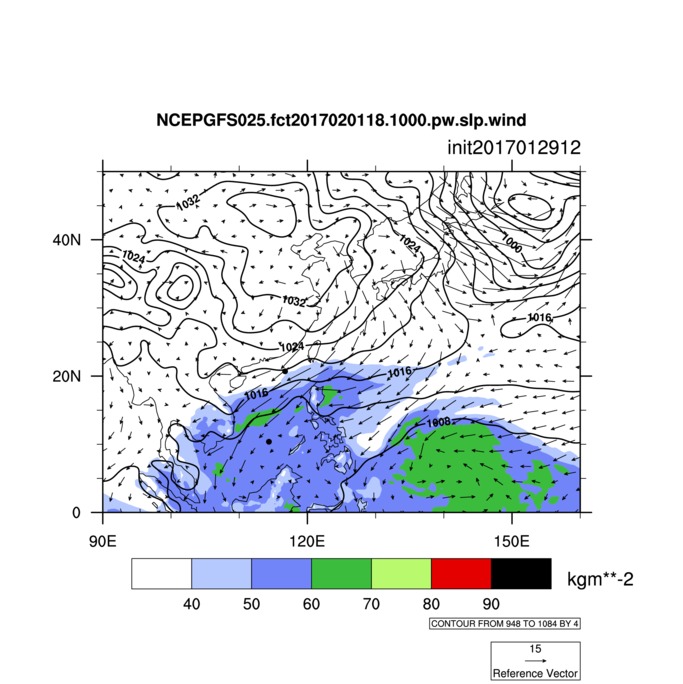 NCEPGFS025.fct2017020118.1000.pw.slp.wind
init2017012912
1032
1000
1024
40N
1024
1032
1016
1024
20N
1016
1016
1008
0
90E 120E 150E
40 50 60 70 80 90
kgm**-2
CONTOUR FROM 948 TO 1084 BY 4
15
Reference Vector